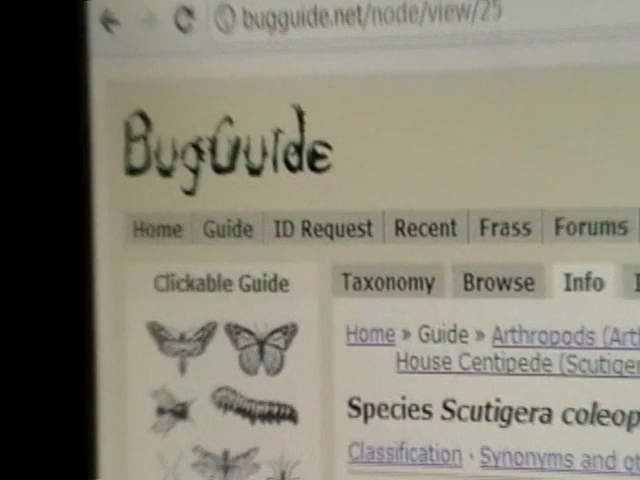 bugguide.net/node/view/25
BugGuide
Home Guide ID Request Recent Frass Forums
Clickable Guide
Taxonomy Browse Info
Home » Guide » Arthropods (Art
House Centipede (Scutiger
Species Scutigera coleop
Classification · Synonyms and ot